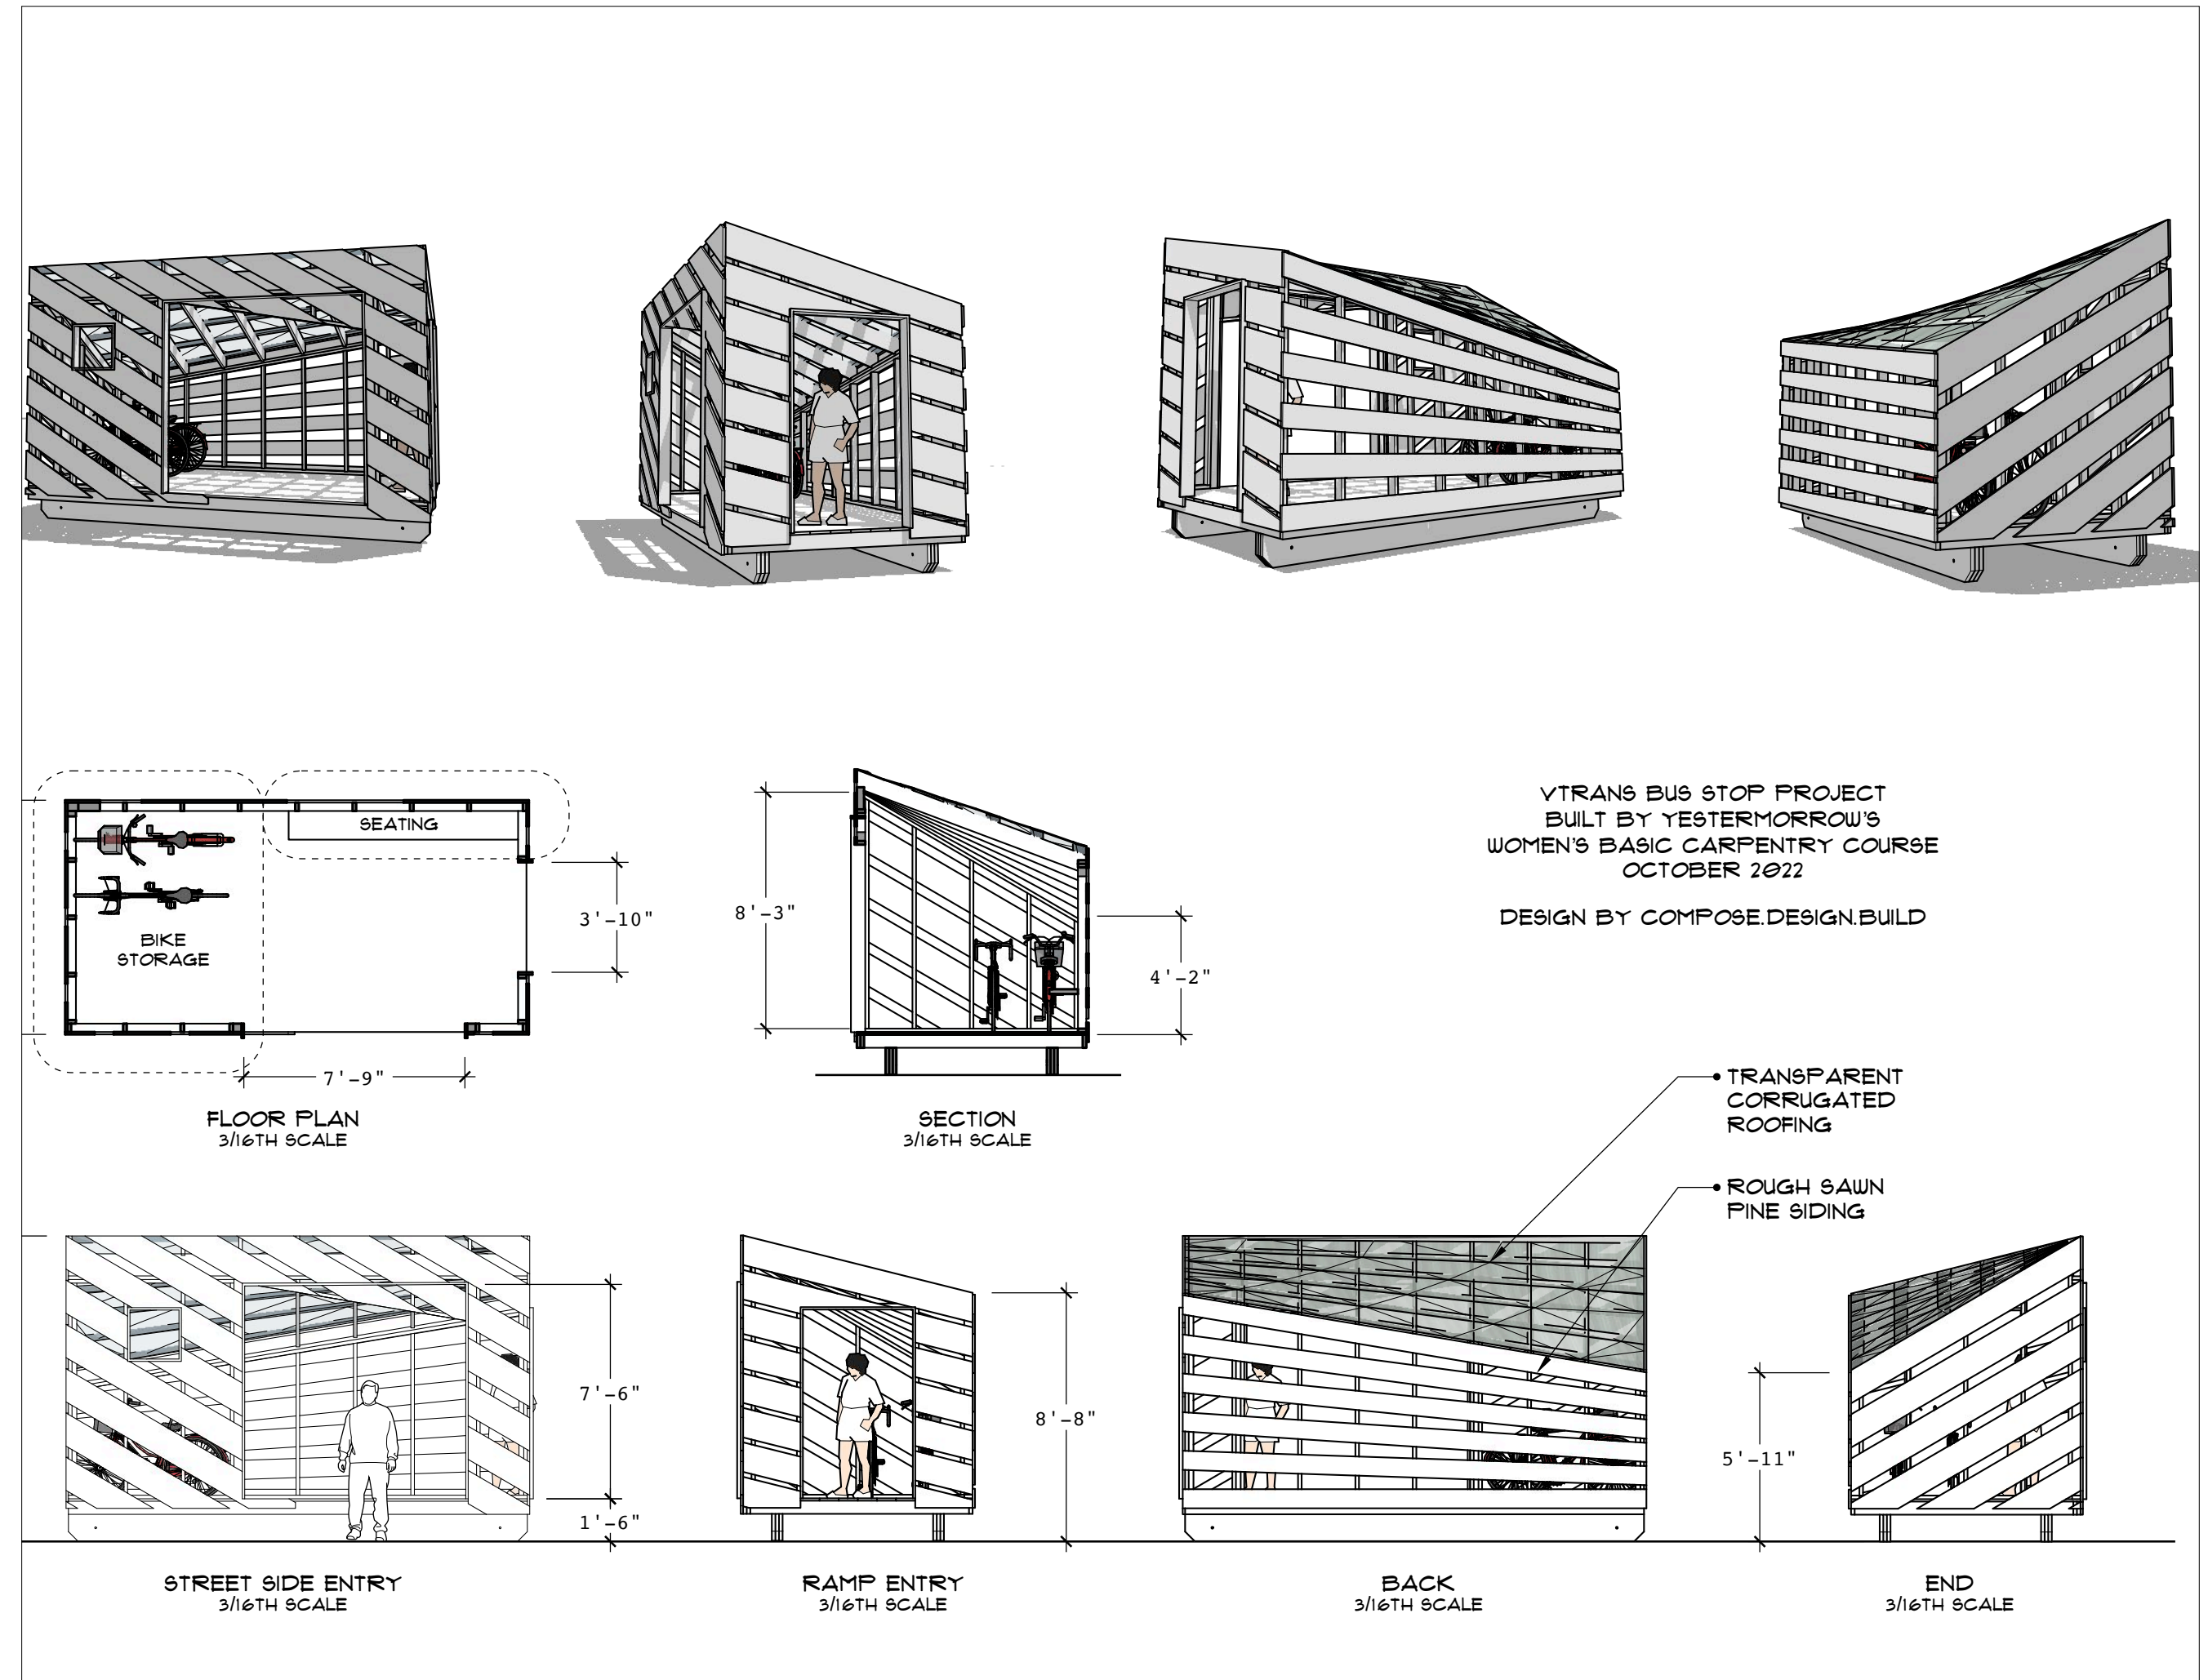 VTRANS BUS STOP PROJECT
BUILT BY YESTERMORROW'S
WOMEN'S BASIC CARPENTRY COURSE
OCTOBER 2022
DESIGN BY COMPOSE.DESIGN.BUILD
SEATING
BIKE
STORAGE
3'-10"
7'-9"
FLOOR PLAN
3/16TH SCALE
8'-3"
4'-2"
SECTION
3/16TH SCALE
TRANSPARENT
CORRUGATED
ROOFING
ROUGH SAWN
PINE SIDING
7'-6"
1'-6"
STREET SIDE ENTRY
3/16TH SCALE
8'-8"
RAMP ENTRY
3/16TH SCALE
BACK
3/16TH SCALE
5'-11"
END
3/16TH SCALE